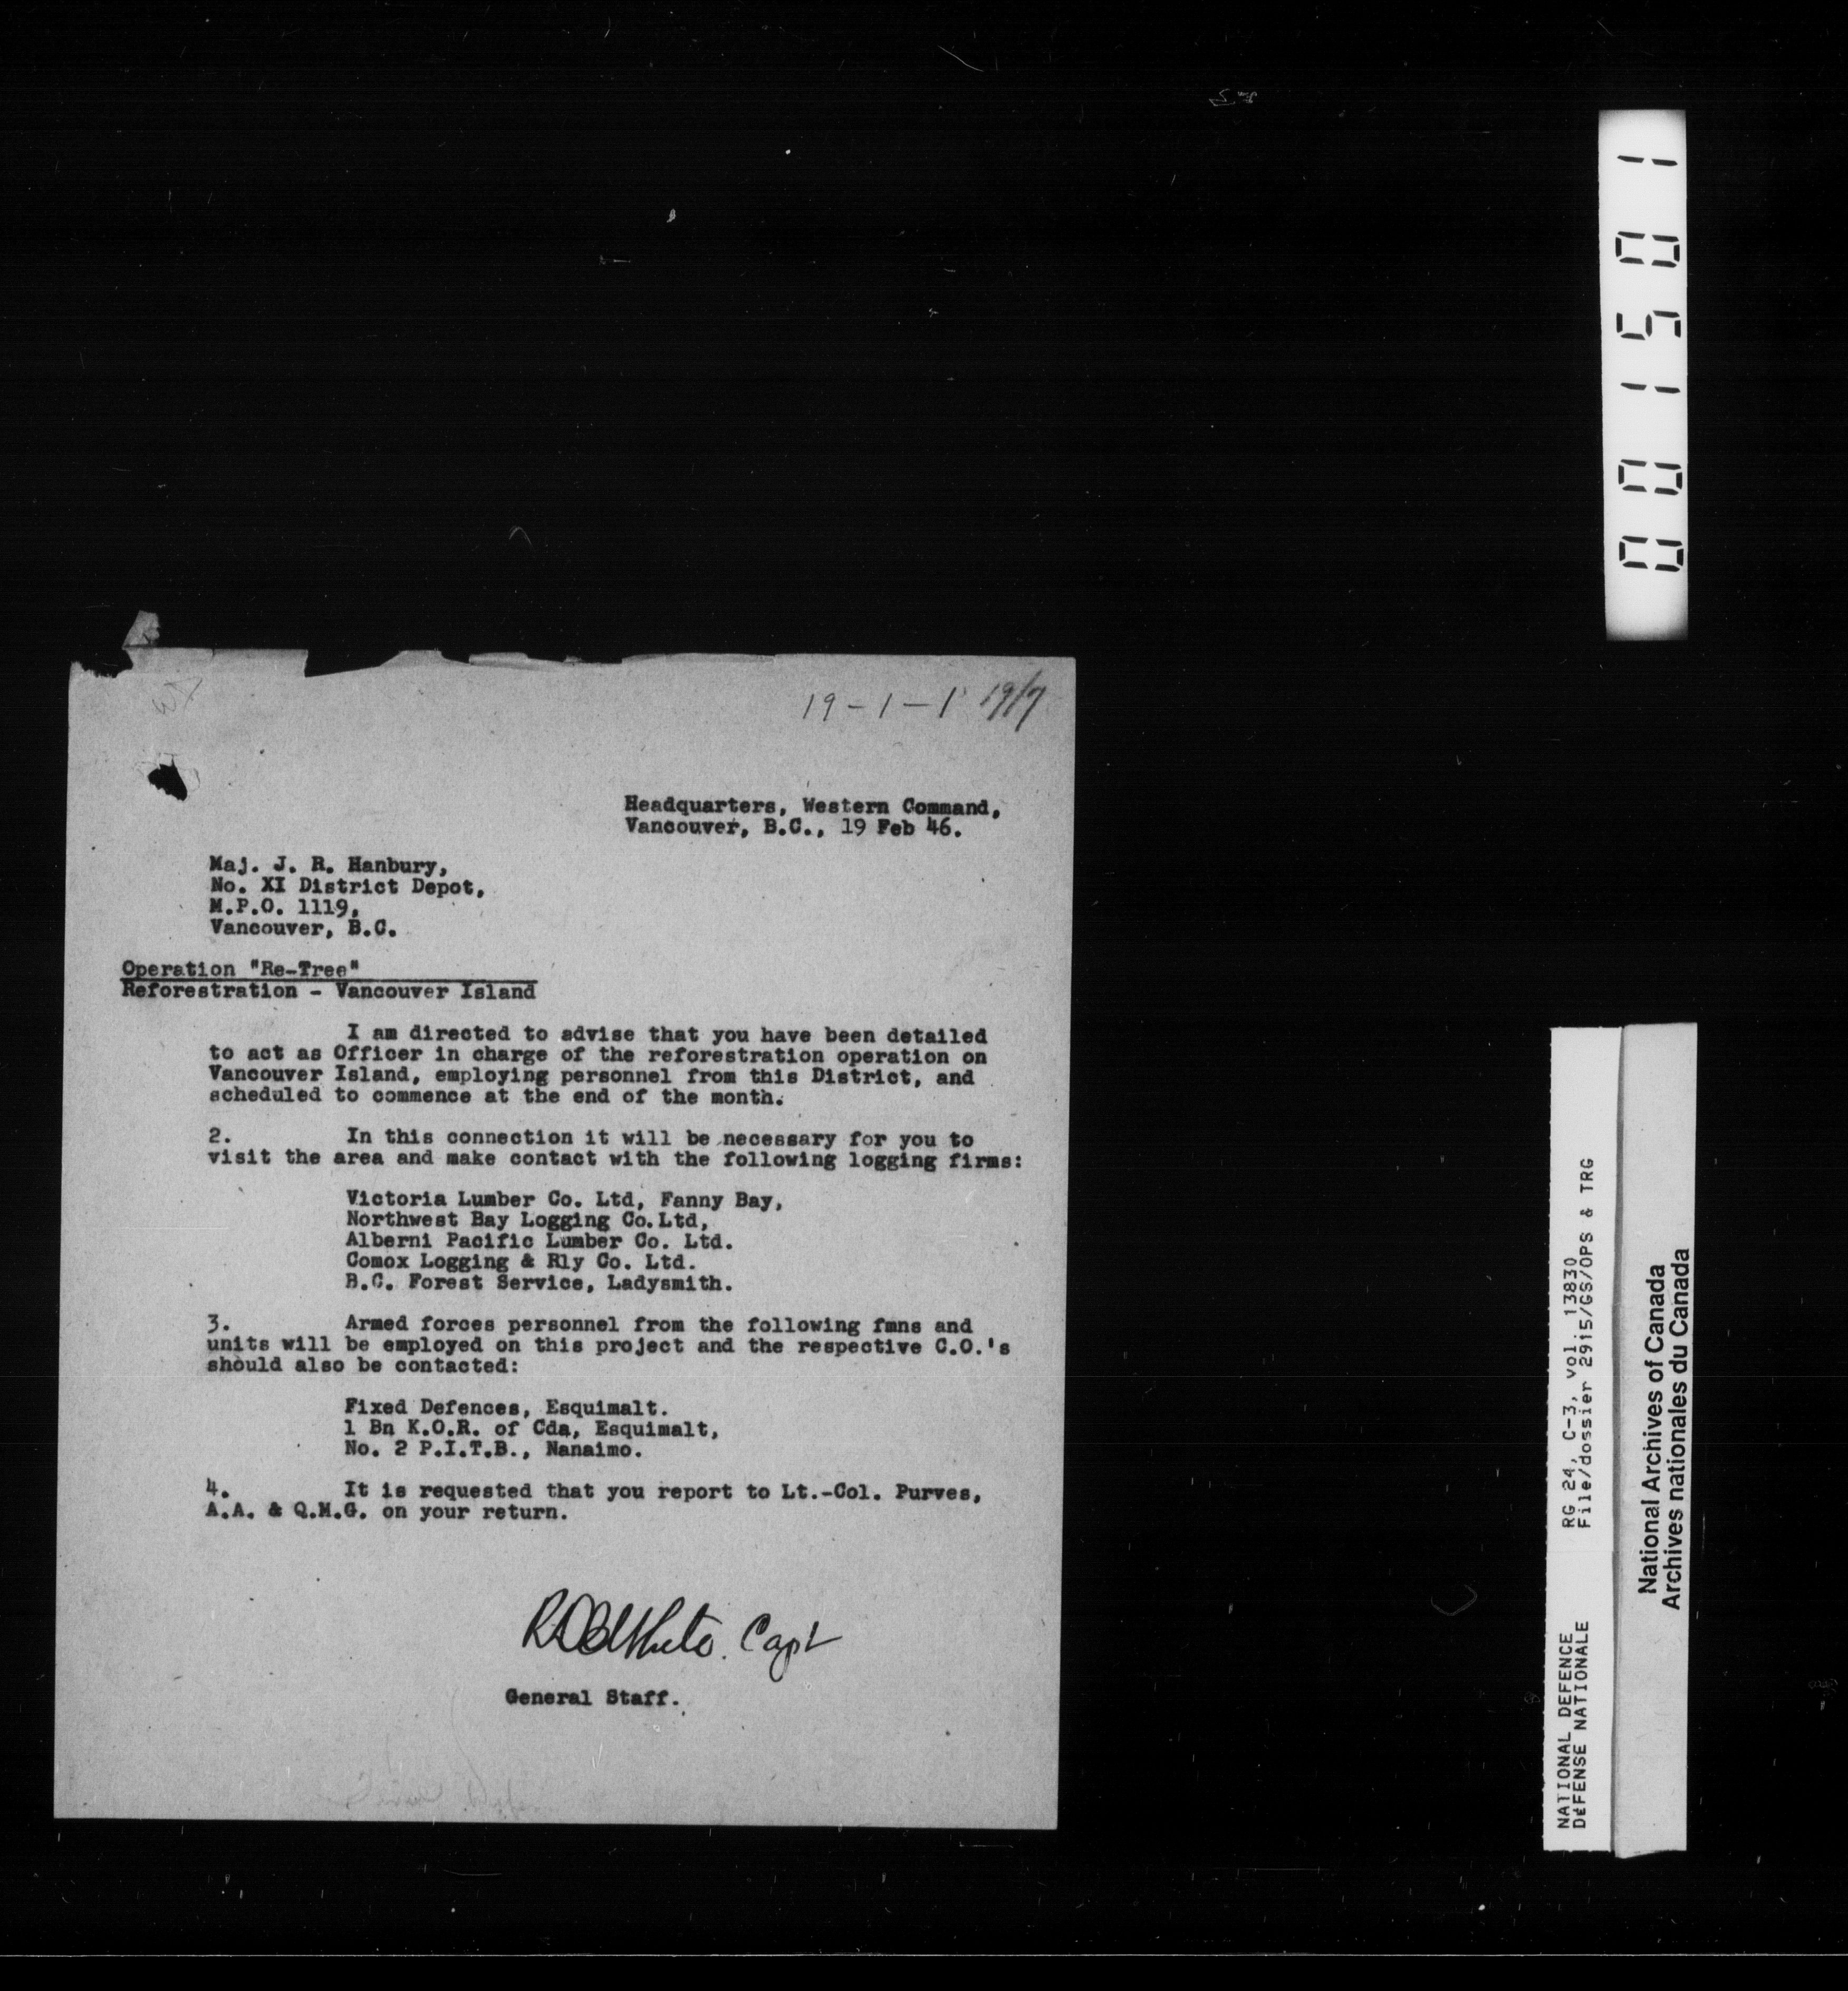 19-1-1 19/7
Headquarters, Western Command,
Vancouver, B.C., 19 Feb 46.
Maj. J. R. Hanbury,
No. XI District Depot,
M.P.O. 1119,
Vancouver, B.C.
Operation "Re-Tree"
Reforestration - Vancouver Island
I am directed to advise that you have been detailed
to act as Officer in charge of the reforestration operation on
Vancouver Island, employing personnel from this District, and
scheduled to commence at the end of the month.
2. In this connection it will be necessary for you to
visit the area and make contact with the following logging firms:
Victoria Lumber Co. Ltd, Fanny Bay,
Northwest Bay Logging Co.Ltd,
Alberni Pacific Lumber Co. Ltd.
Comox Logging & Rly Co. Ltd.
B.C. Forest Service, Ladysmith.
3. Armed forces personnel from the following fmns and
units will be employed on this project and the respective C.O.'s
should also be contacted:
Fixed Defences, Esquimalt.
1 Bn K.O.R. of Cda, Esquimalt,
No. 2 P.I.T.B., Nanaimo.
4. It is requested that you report to Lt.-Col. Purves,
A.A. & Q.M.G. on your return.
White. Capt
General Staff.
001501
NATIONAL DEFENCE RG 24, C-3, vol. 13830
DÉFENSE NATIONALE File/dossier 2915/GS/OPS & TRG
National Archives of Canada
Archives nationales du Canada